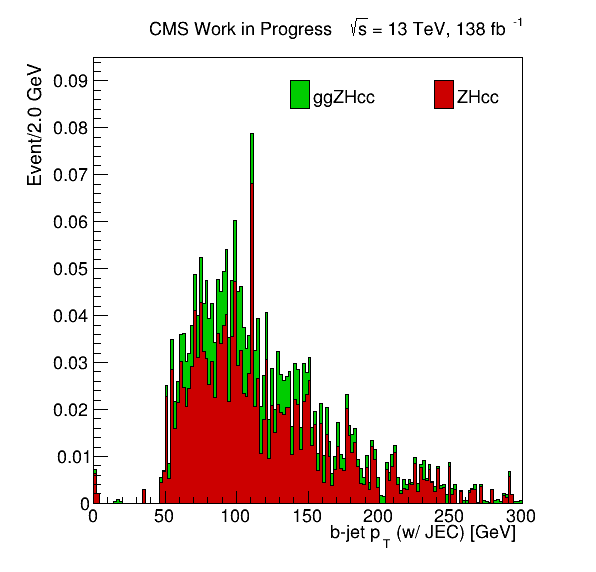 CMS Work in Progress √s = 13 TeV, 138 fb⁻¹
Event/2.0 GeV
ggZHcc ZHcc
0.09
0.08
0.07
0.06
0.05
0.04
0.03
0.02
0.01
0
0 50 100 150 200 250 300
b-jet p_T (w/ JEC) [GeV]